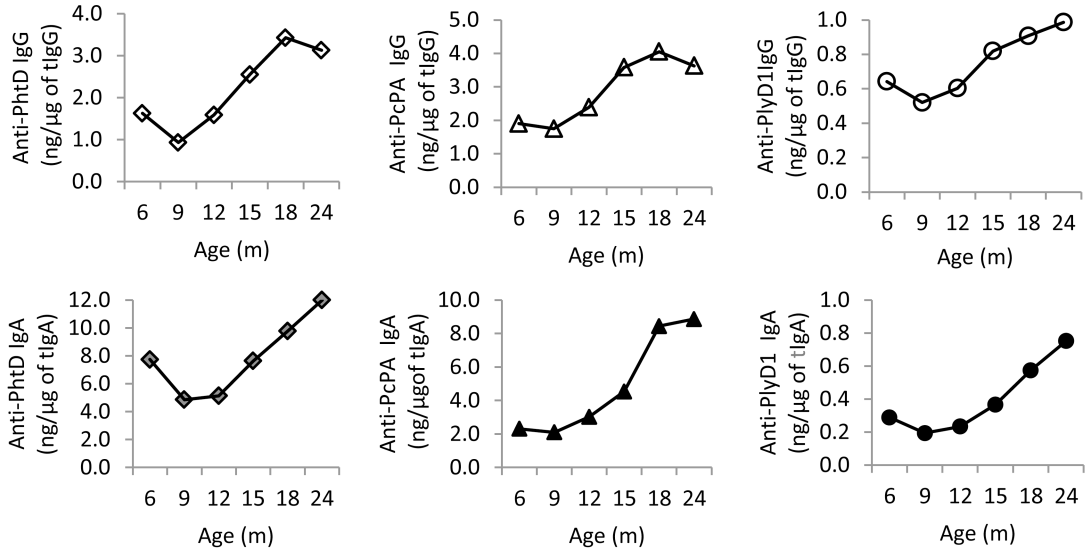 Anti-PhtD IgG
(ng/µg of tIgG)
4.0
3.0
2.0
1.0
0.0
6 9 12 15 18 24
Age (m)
Anti-PcPA IgG
(ng/µg of tIgG)
5.0
4.0
3.0
2.0
1.0
0.0
6 9 12 15 18 24
Age (m)
Anti-PlyD1IgG
(ng/µg of tIgG)
1.0
0.8
0.6
0.4
0.2
0.0
6 9 12 15 18 24
Age (m)
Anti-PhtD IgA
(ng/µg of tIgA)
12.0
10.0
8.0
6.0
4.0
2.0
0.0
6 9 12 15 18 24
Age (m)
Anti-PcPA IgA
(ng/µgof tIgA)
10.0
8.0
6.0
4.0
2.0
0.0
6 9 12 15 18 24
Age (m)
Anti-PlyD1 IgA
(ng/µg of tIgA)
1.0
0.8
0.6
0.4
0.2
0.0
6 9 12 15 18 24
Age (m)